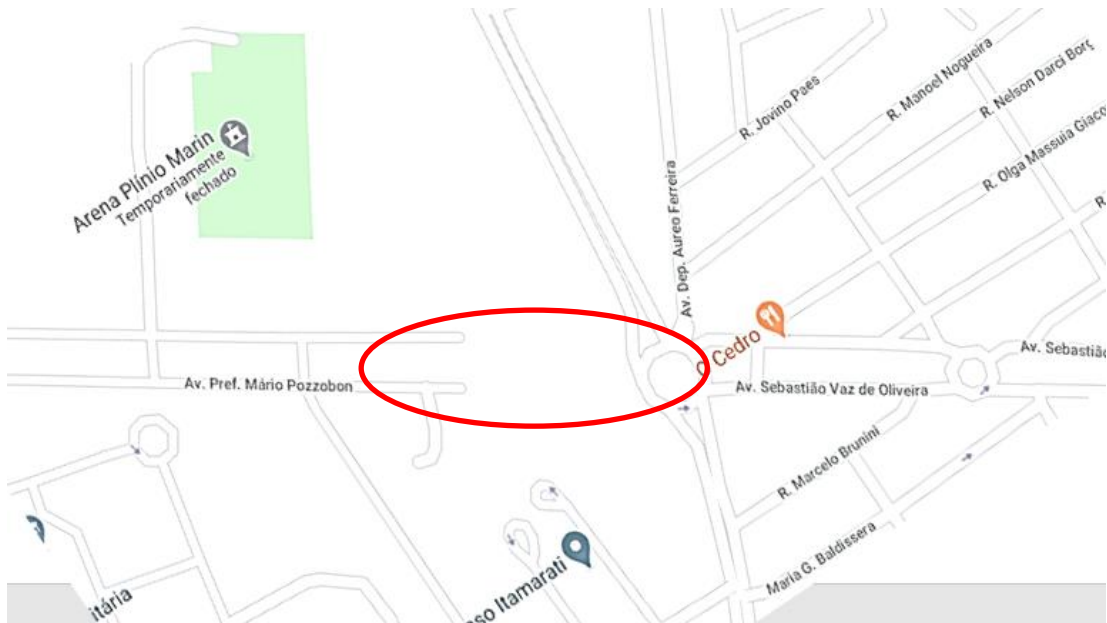 Arena Plínio Marin
Temporariamente
fechado
R. Jovino Paes
R. Manoel Nogueira
R. Nelson Darci Borg
R. Olga Massuia Giaco
R.
Av. Dep. Aureo Ferreira
Cedro
Av. Sebastião
Av. Pref. Mário Pozzobon
Av. Sebastião Vaz de Oliveira
R. Marcelo Brunini
Maria G. Baldissera
so Itamarati
itária